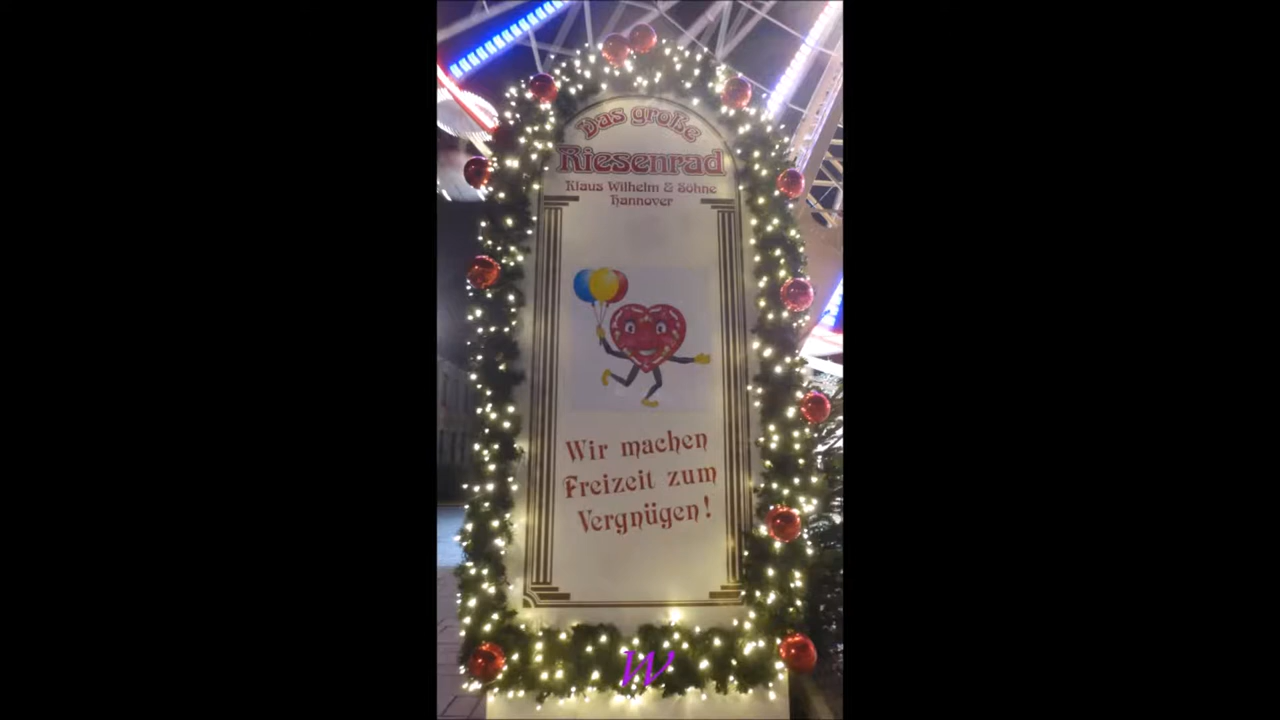 Das große
Riesenrad
Klaus Wilhelm & Söhne
Hannover
Wir machen
Freizeit zum
Vergnügen!
W